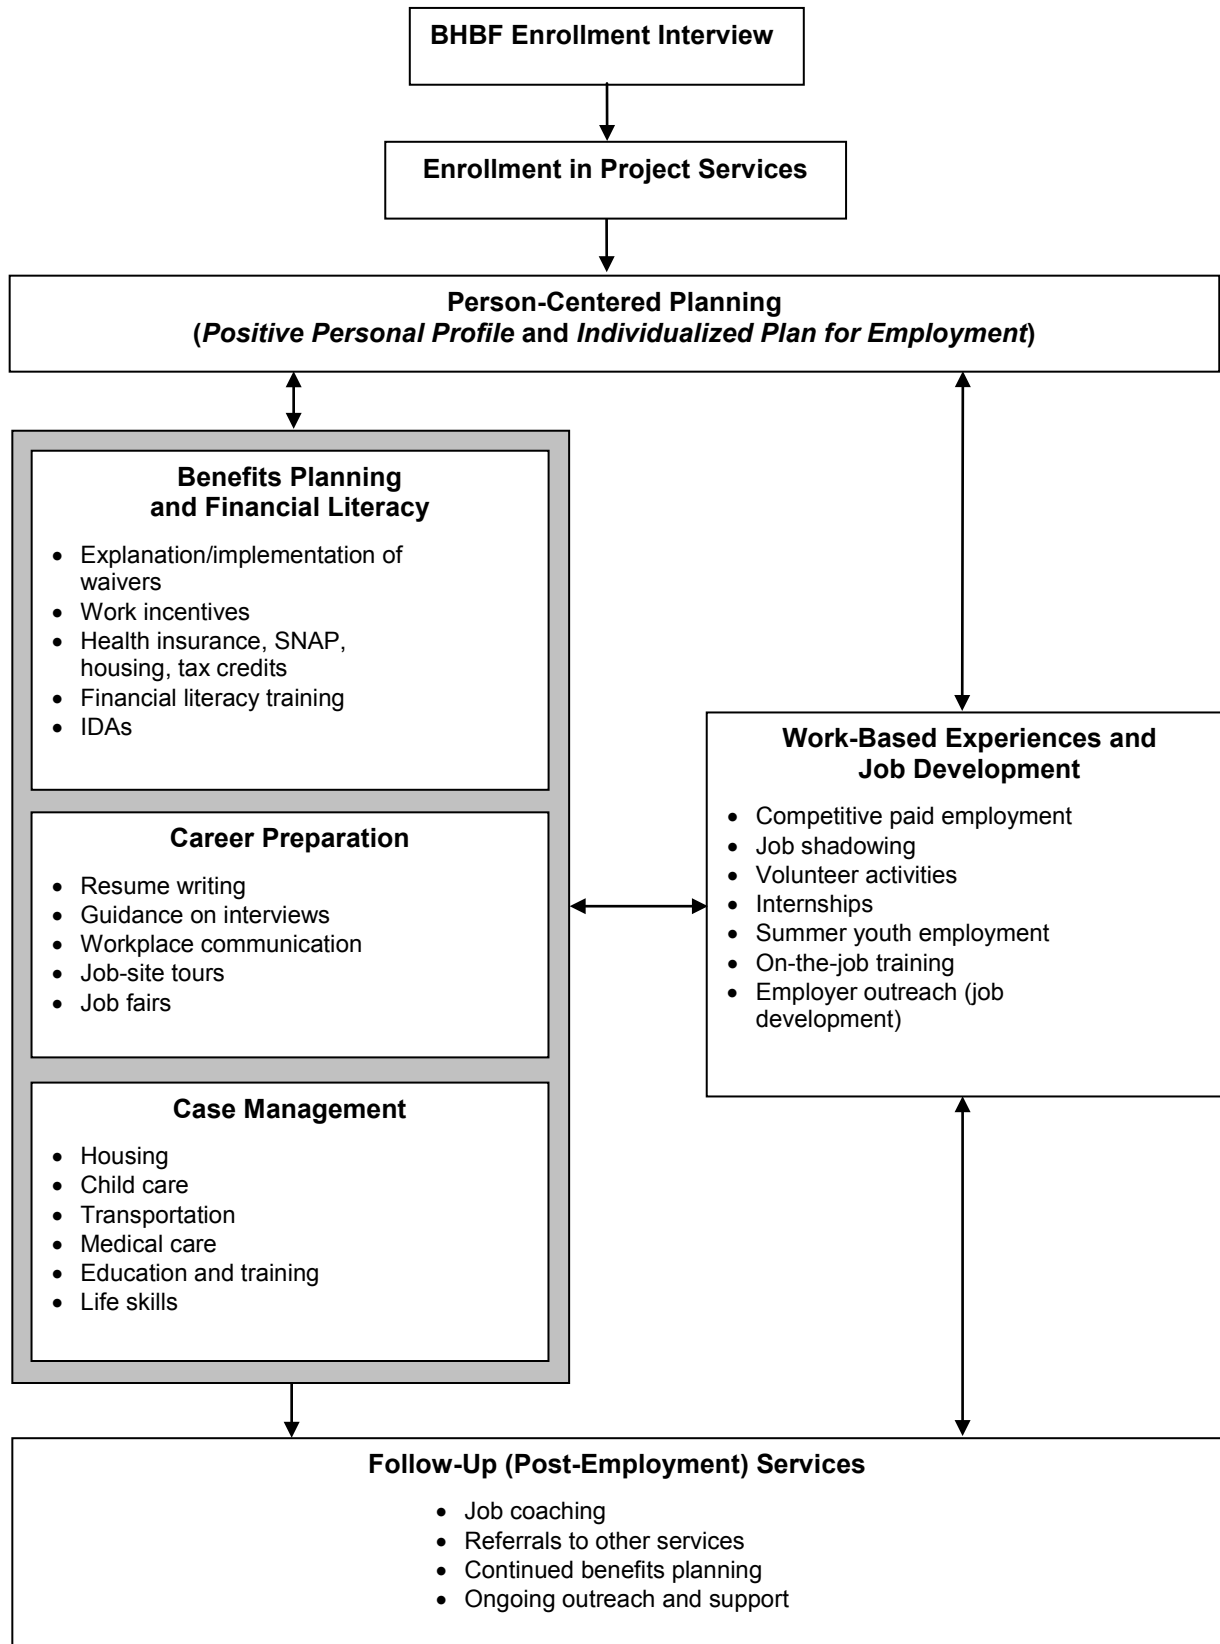 BHBF Enrollment Interview
Enrollment in Project Services
Person-Centered Planning
(Positive Personal Profile and Individualized Plan for Employment)
Benefits Planning
and Financial Literacy
• Explanation/implementation of
waivers
• Work incentives
• Health insurance, SNAP,
housing, tax credits
• Financial literacy training
• IDAs
Career Preparation
• Resume writing
• Guidance on interviews
• Workplace communication
• Job-site tours
• Job fairs
Case Management
• Housing
• Child care
• Transportation
• Medical care
• Education and training
• Life skills
Work-Based Experiences and
Job Development
• Competitive paid employment
• Job shadowing
• Volunteer activities
• Internships
• Summer youth employment
• On-the-job training
• Employer outreach (job
development)
Follow-Up (Post-Employment) Services
• Job coaching
• Referrals to other services
• Continued benefits planning
• Ongoing outreach and support